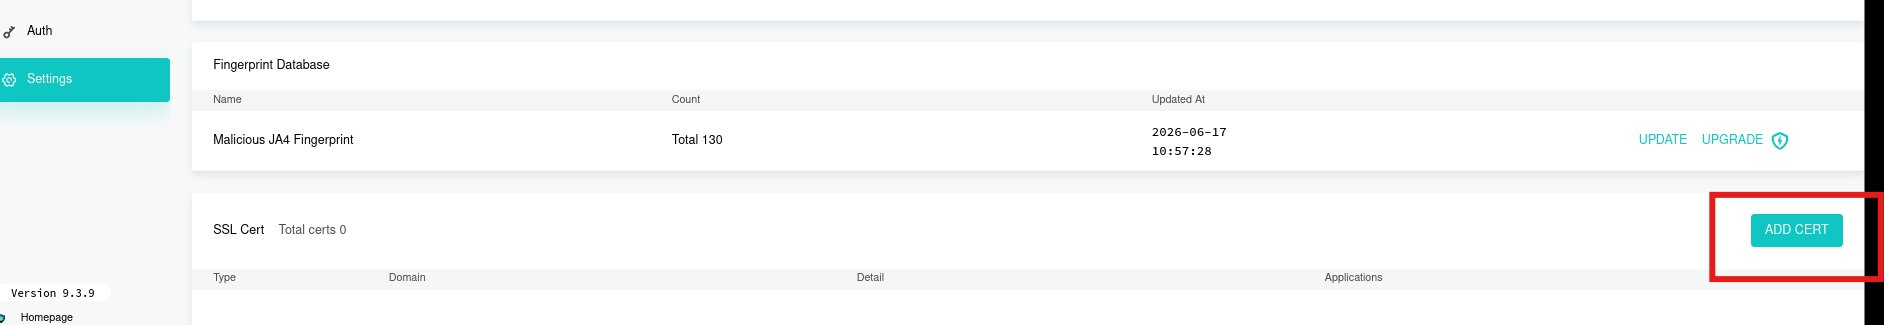 Auth
Settings
Fingerprint Database
Name Count Updated At
Malicious JA4 Fingerprint Total 130 2026-06-17 10:57:28 UPDATE UPGRADE
SSL Cert Total certs 0 ADD CERT
Type Domain Detail Applications
Version 9.3.9
Homepage